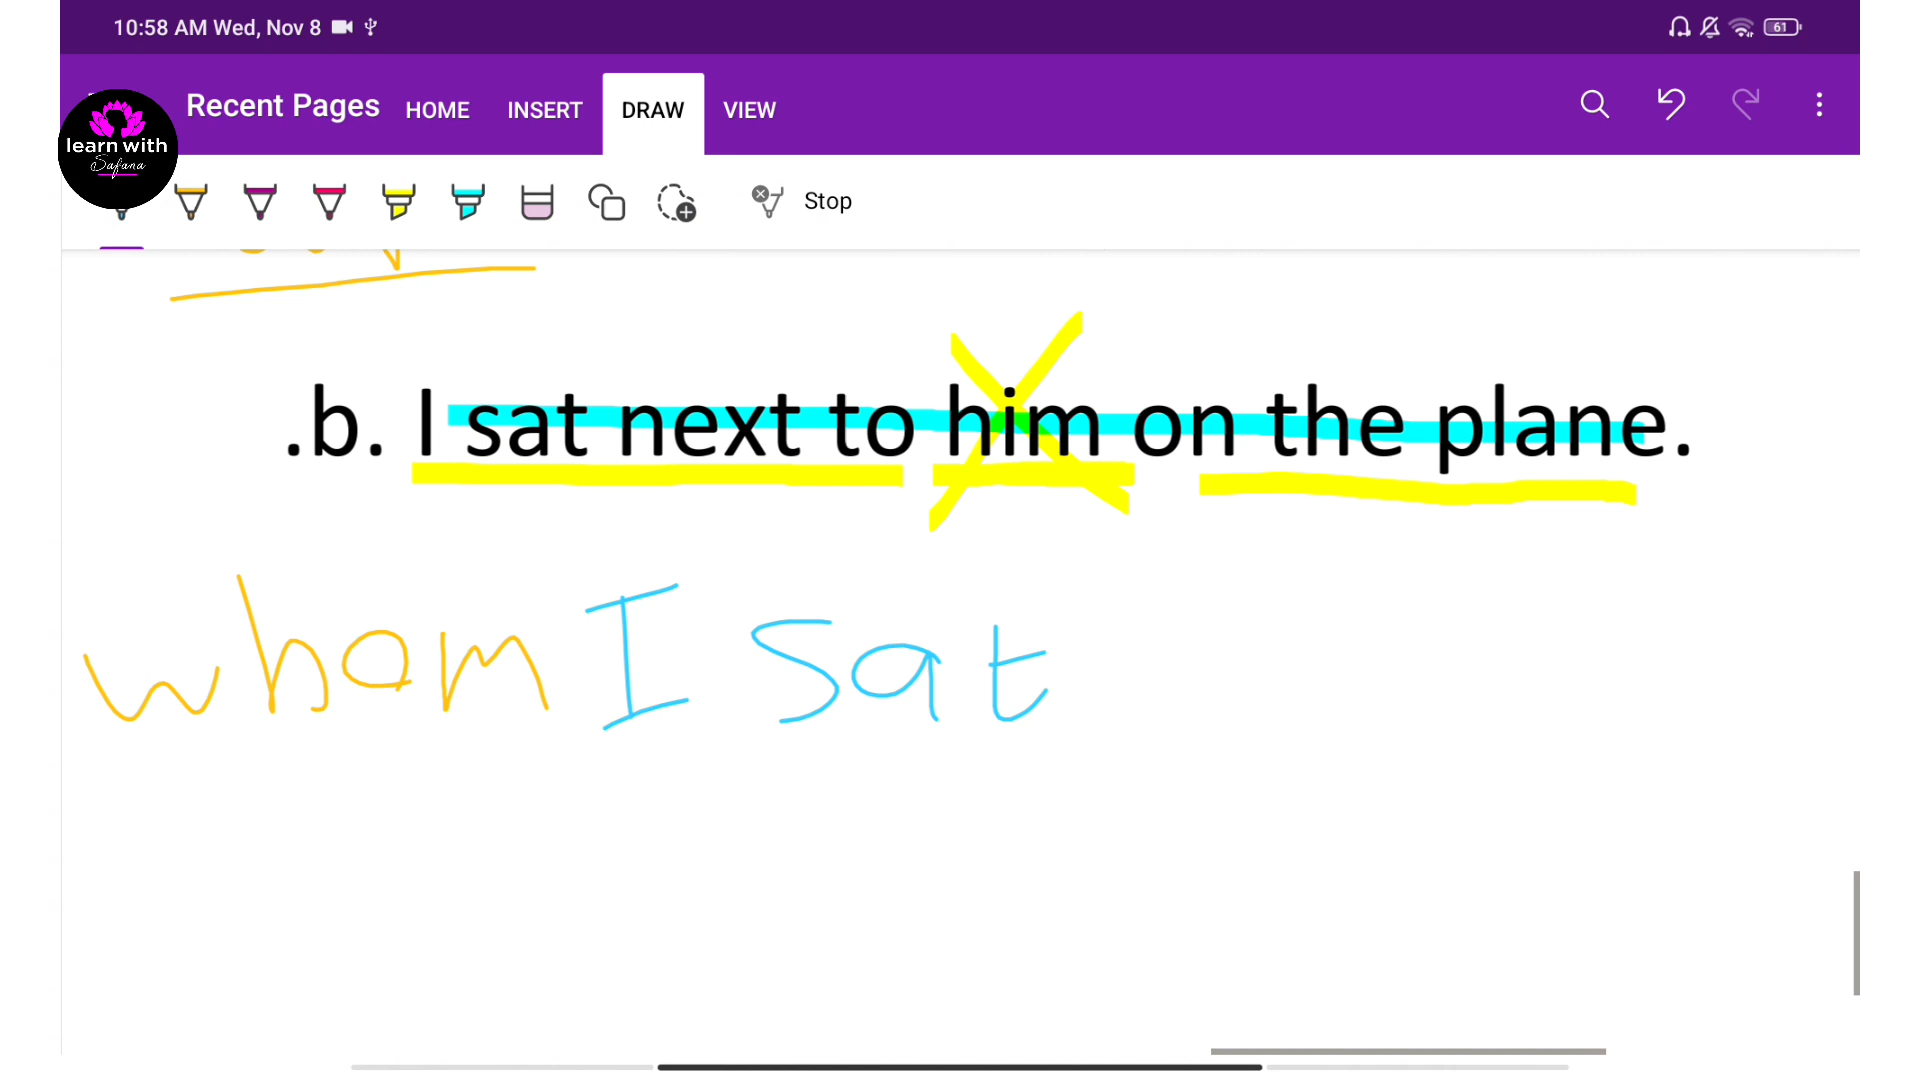 10:58 AM Wed, Nov 8
61
learn with
Safana
Recent Pages HOME INSERT DRAW VIEW
Stop
.b. I sat next to him on the plane.
whom I sat